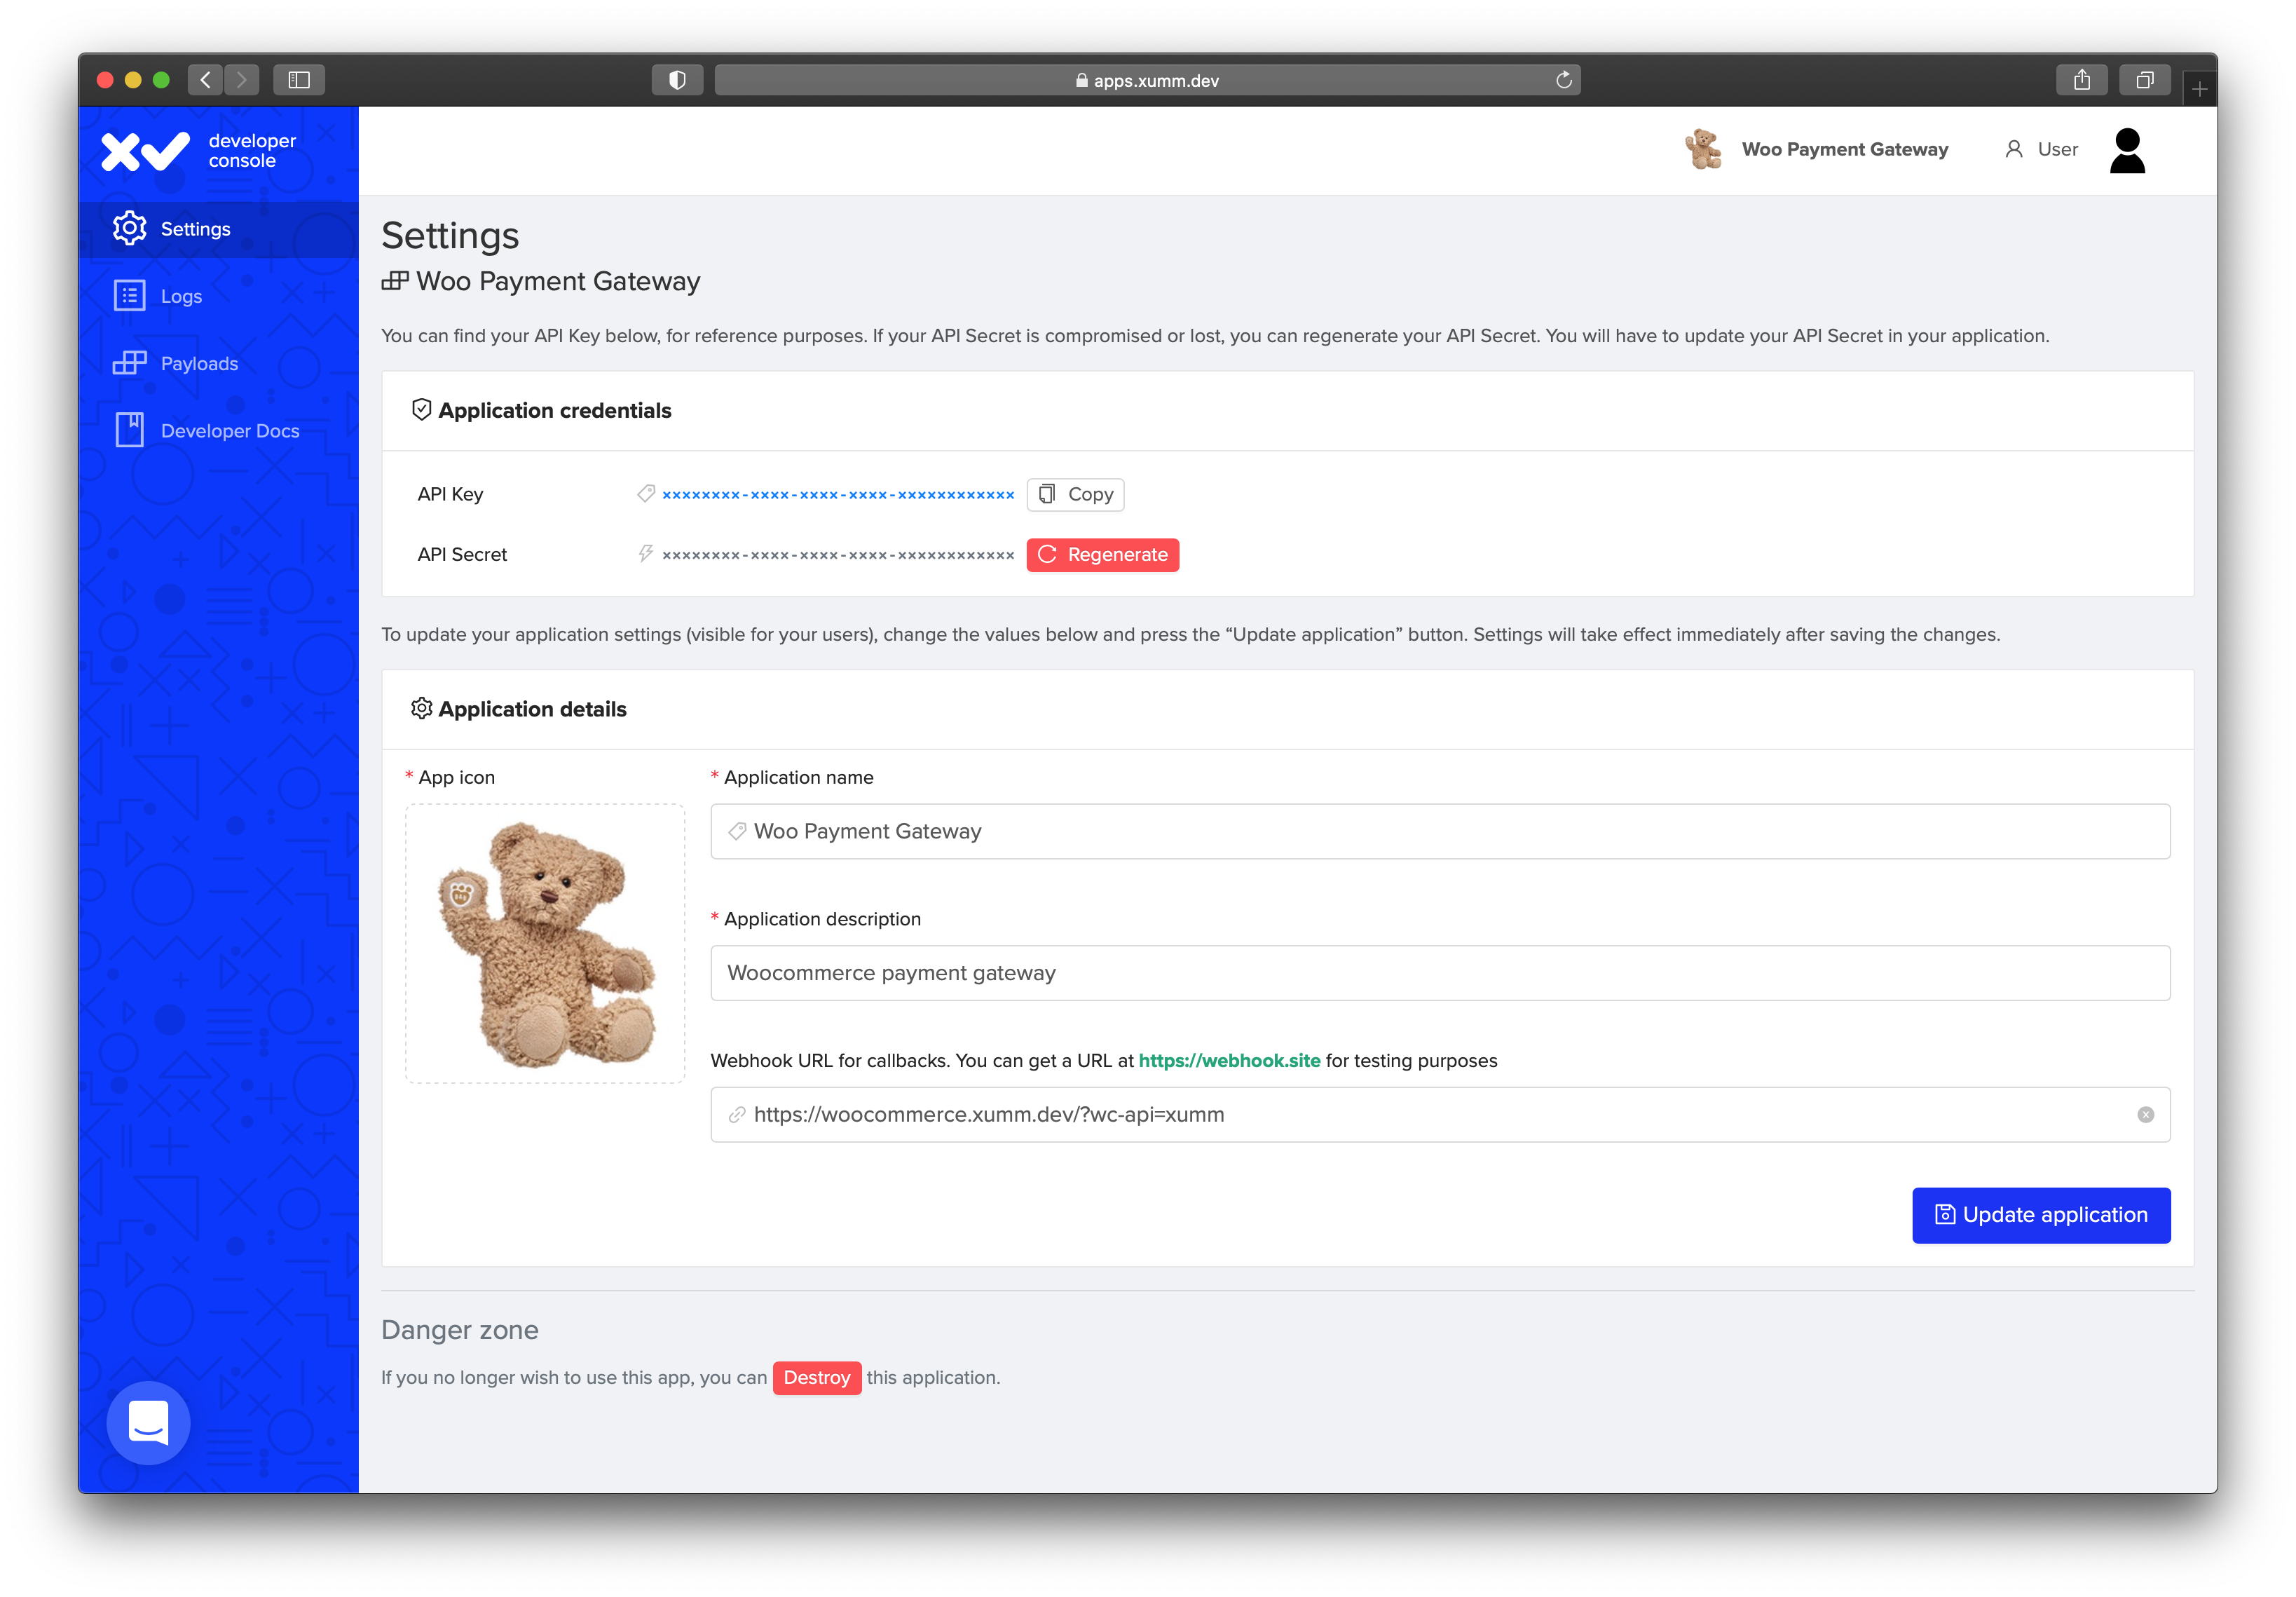 apps.xumm.dev
developer
console
Woo Payment Gateway
User
Settings
Logs
Payloads
Developer Docs
Settings
Woo Payment Gateway
You can find your API Key below, for reference purposes. If your API Secret is compromised or lost, you can regenerate your API Secret. You will have to update your API Secret in your application.
Application credentials
API Key xxxxxxxx-xxxx-xxxx-xxxx-xxxxxxxxxxxx Copy
API Secret xxxxxxxx-xxxx-xxxx-xxxx-xxxxxxxxxxxx Regenerate
To update your application settings (visible for your users), change the values below and press the “Update application” button. Settings will take effect immediately after saving the changes.
Application details
* App icon
* Application name
Woo Payment Gateway
* Application description
Woocommerce payment gateway
Webhook URL for callbacks. You can get a URL at https://webhook.site for testing purposes
https://woocommerce.xumm.dev/?wc-api=xumm
Update application
Danger zone
If you no longer wish to use this app, you can Destroy this application.